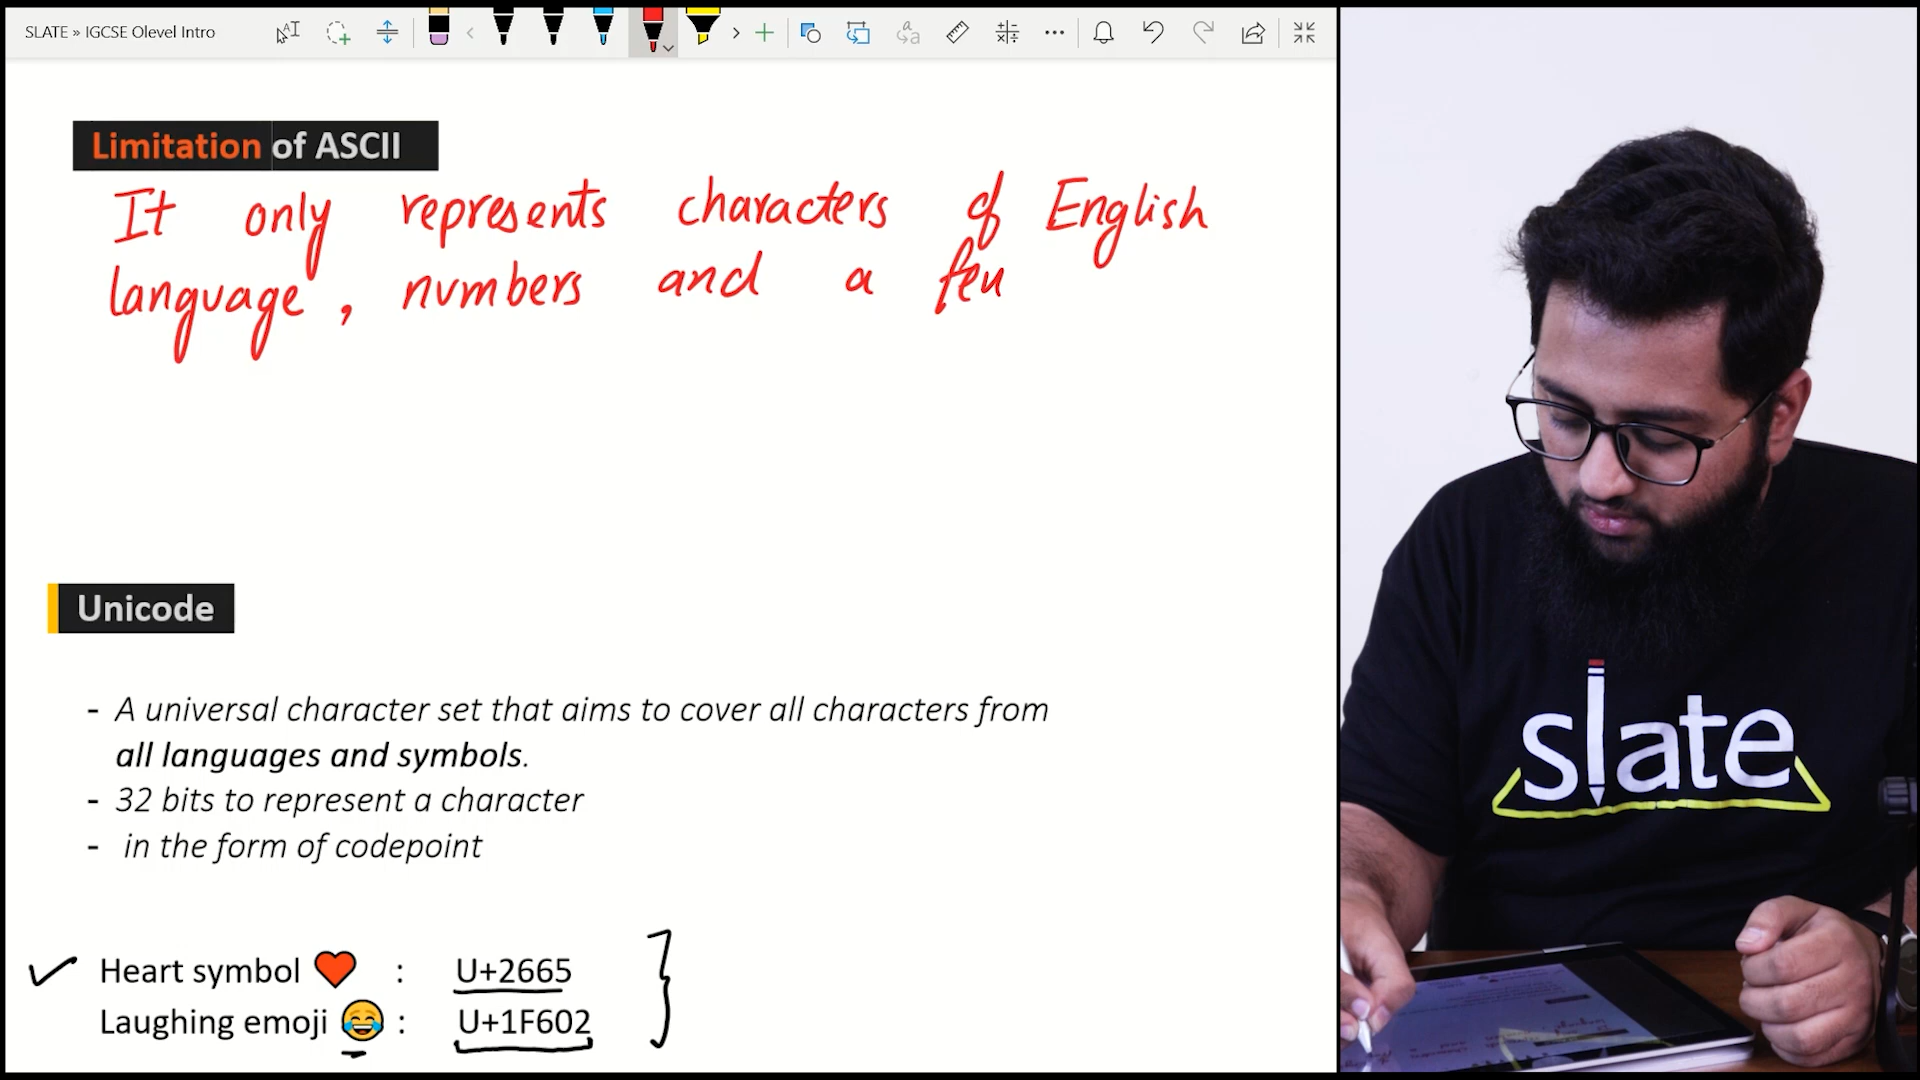 SLATE » IGCSE Olevel Intro
Limitation of ASCII
It only represents characters of English
language, numbers and a few
Unicode
- A universal character set that aims to cover all characters from
all languages and symbols.
- 32 bits to represent a character
- in the form of codepoint
Heart symbol ❤ : U+2665
Laughing emoji 😂 : U+1F602
slate